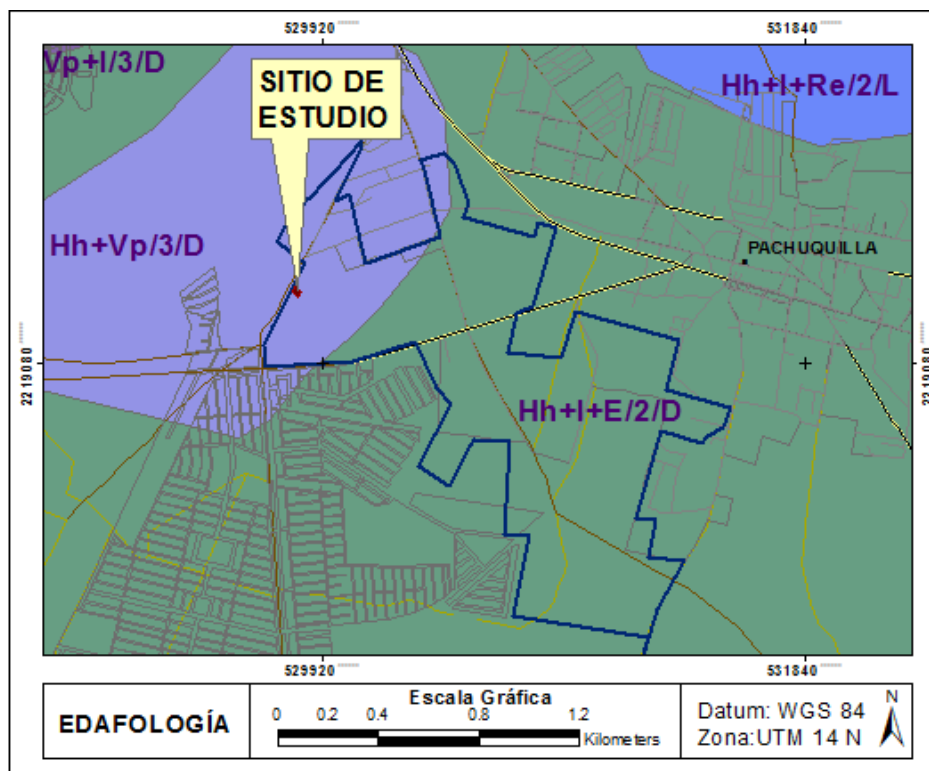 529920
531840
Vp+I/3/D
SITIO DE
ESTUDIO
Hh+I+Re/2/L
Hh+Vp/3/D
PACHUQUILLA
2219080
2219080
Hh+I+E/2/D
529920
531840
EDAFOLOGÍA
Escala Gráfica
0 0.2 0.4 0.8 1.2
Kilometers
Datum: WGS 84
Zona:UTM 14 N
N